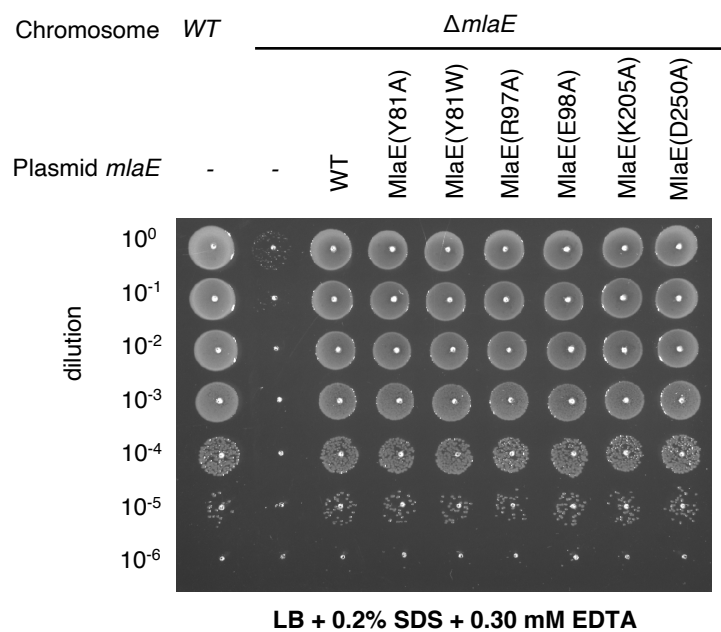 Chromosome WT ΔmlaE
Plasmid mlaE - - WT MlaE(Y81A) MlaE(Y81W) MlaE(R97A) MlaE(E98A) MlaE(K205A) MlaE(D250A)
dilution
10⁰
10⁻¹
10⁻²
10⁻³
10⁻⁴
10⁻⁵
10⁻⁶
LB + 0.2% SDS + 0.30 mM EDTA